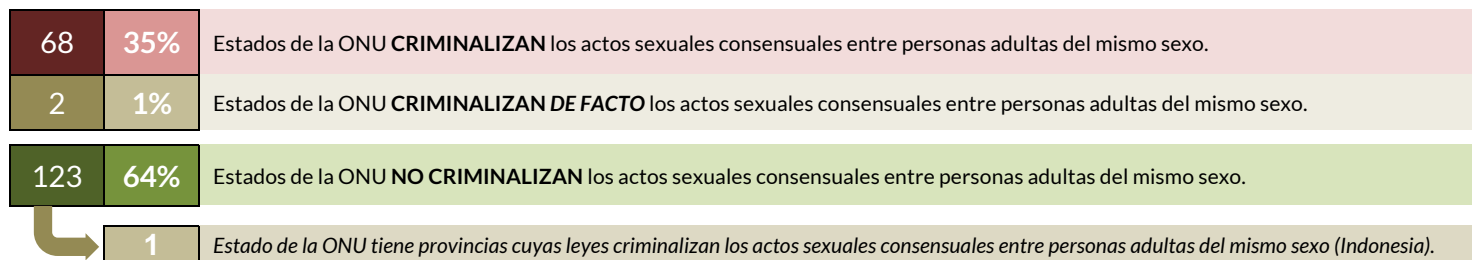 68 35% Estados de la ONU CRIMINALIZAN los actos sexuales consensuales entre personas adultas del mismo sexo.
2 1% Estados de la ONU CRIMINALIZAN DE FACTO los actos sexuales consensuales entre personas adultas del mismo sexo.
123 64% Estados de la ONU NO CRIMINALIZAN los actos sexuales consensuales entre personas adultas del mismo sexo.
1 Estado de la ONU tiene provincias cuyas leyes criminalizan los actos sexuales consensuales entre personas adultas del mismo sexo (Indonesia).